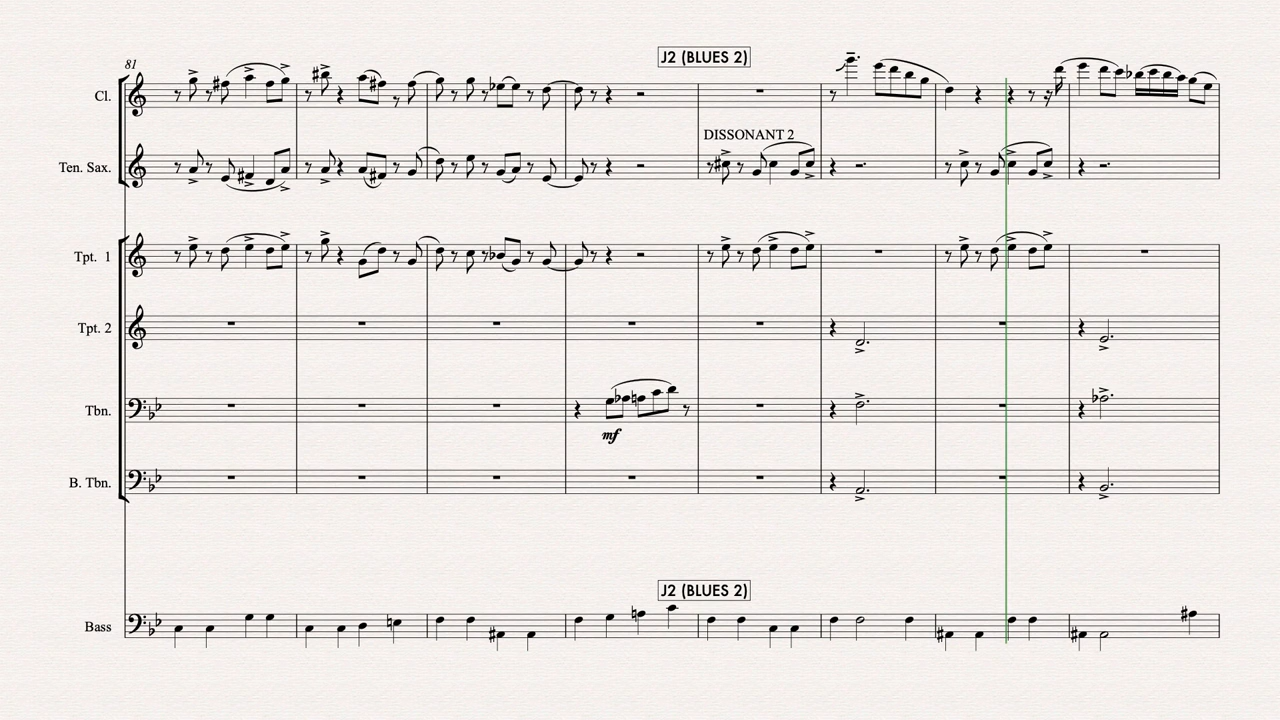 J2 (BLUES 2)
81
Cl.
DISSONANT 2
Ten. Sax.
Tpt. 1
Tpt. 2
Tbn.
mf
B. Tbn.
J2 (BLUES 2)
Bass